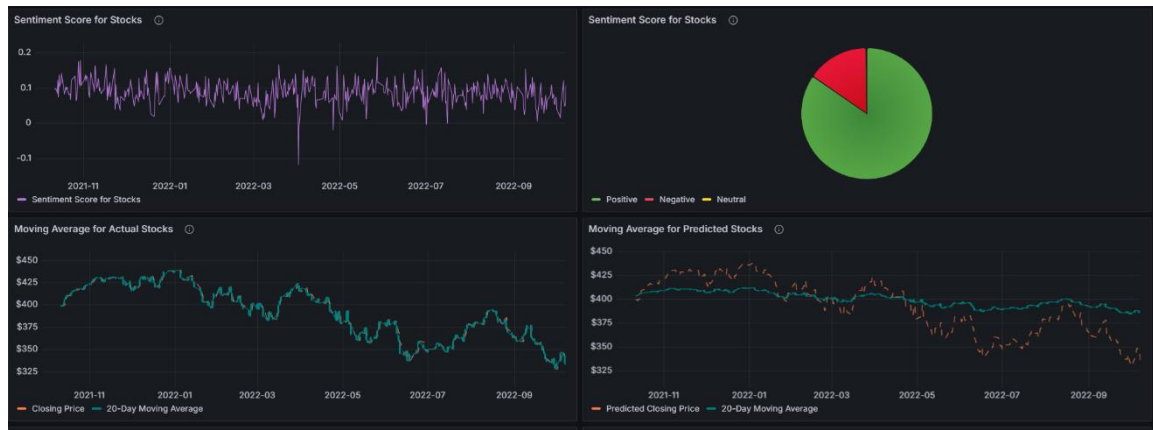 Sentiment Score for Stocks
0.2
0.1
0
-0.1
2021-11 2022-01 2022-03 2022-05 2022-07 2022-09
Sentiment Score for Stocks
Sentiment Score for Stocks
Positive Negative Neutral
Moving Average for Actual Stocks
$450
$425
$400
$375
$350
$325
2021-11 2022-01 2022-03 2022-05 2022-07 2022-09
Closing Price 20-Day Moving Average
Moving Average for Predicted Stocks
$450
$425
$400
$375
$350
$325
2021-11 2022-01 2022-03 2022-05 2022-07 2022-09
Predicted Closing Price 20-Day Moving Average